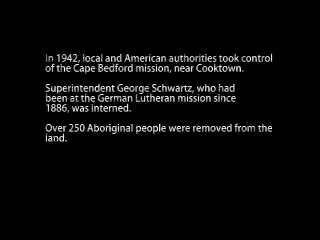 In 1942, local and American authorities took control
of the Cape Bedford mission, near Cooktown.
Superintendent George Schwartz, who had
been at the German Lutheran mission since
1886, was interned.
Over 250 Aboriginal people were removed from the
land.